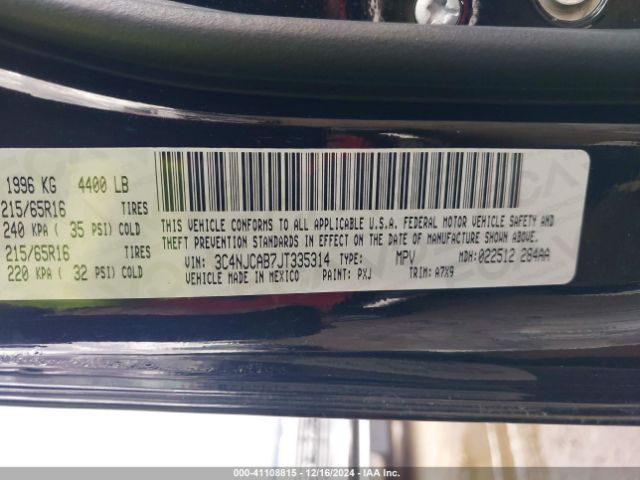 1996 KG 4400 LB
215/65R16 TIRES
240 KPA ( 35 PSI) COLD
215/65R16 TIRES
220 KPA ( 32 PSI) COLD
THIS VEHICLE CONFORMS TO ALL APPLICABLE U.S.A. FEDERAL MOTOR VEHICLE SAFETY AND
THEFT PREVENTION STANDARDS IN EFFECT ON THE DATE OF MANUFACTURE SHOWN ABOVE.
VIN: 3C4NJCAB7JT335314 TYPE: MPV MDH: 022512 284AA
VEHICLE MADE IN MEXICO PAINT: PXJ TRIM: A7X9
000-41108815 - 12/16/2024 - IAA Inc.